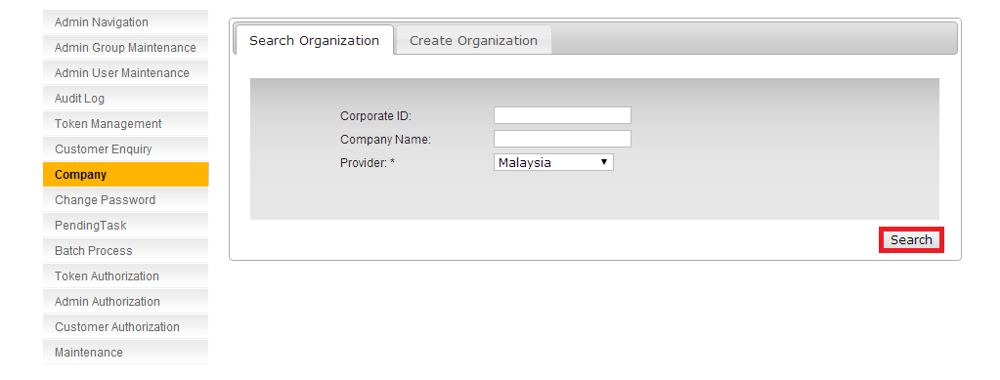 Admin Navigation
Admin Group Maintenance
Admin User Maintenance
Audit Log
Token Management
Customer Enquiry
Company
Change Password
PendingTask
Batch Process
Token Authorization
Admin Authorization
Customer Authorization
Maintenance
Search Organization Create Organization
Corporate ID:
Company Name:
Provider: * Malaysia
Search